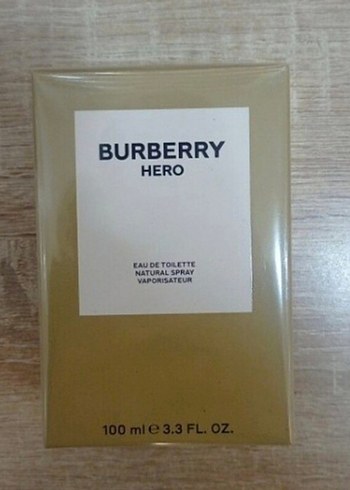 BURBERRY
HERO
EAU DE TOILETTE
NATURAL SPRAY
VAPORISATEUR
100 ml ℮ 3.3 FL. OZ.